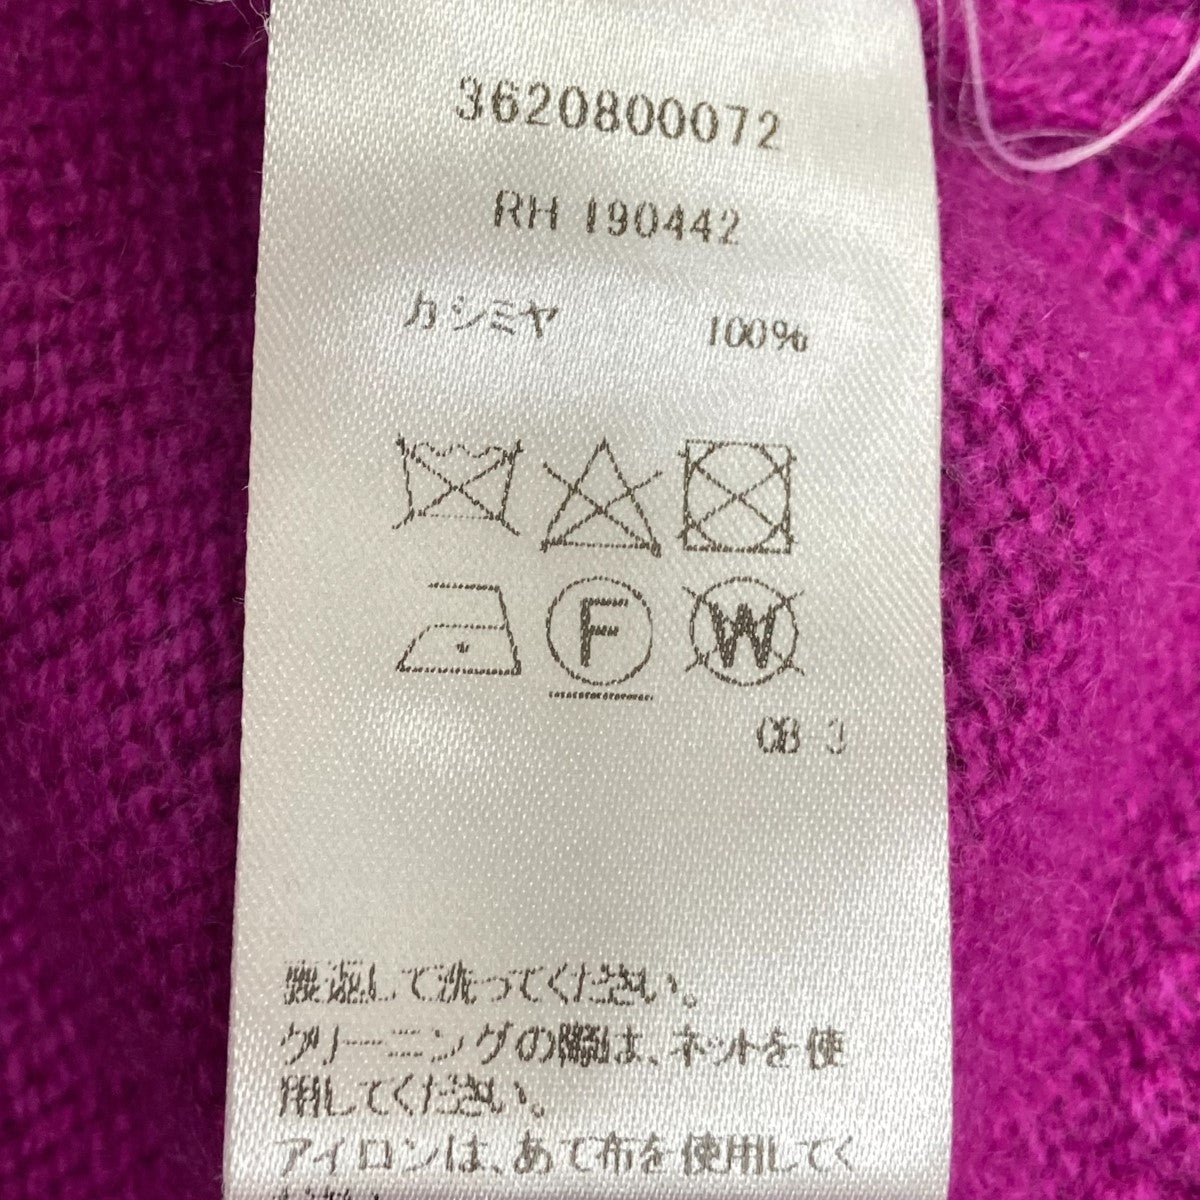 3620800072
RH 190442
カシミヤ 100%
F W
CB-3
裏返して洗ってください。
クリーニングの際は、ネットを使
用してください。
アイロンは、あて布を使用してく